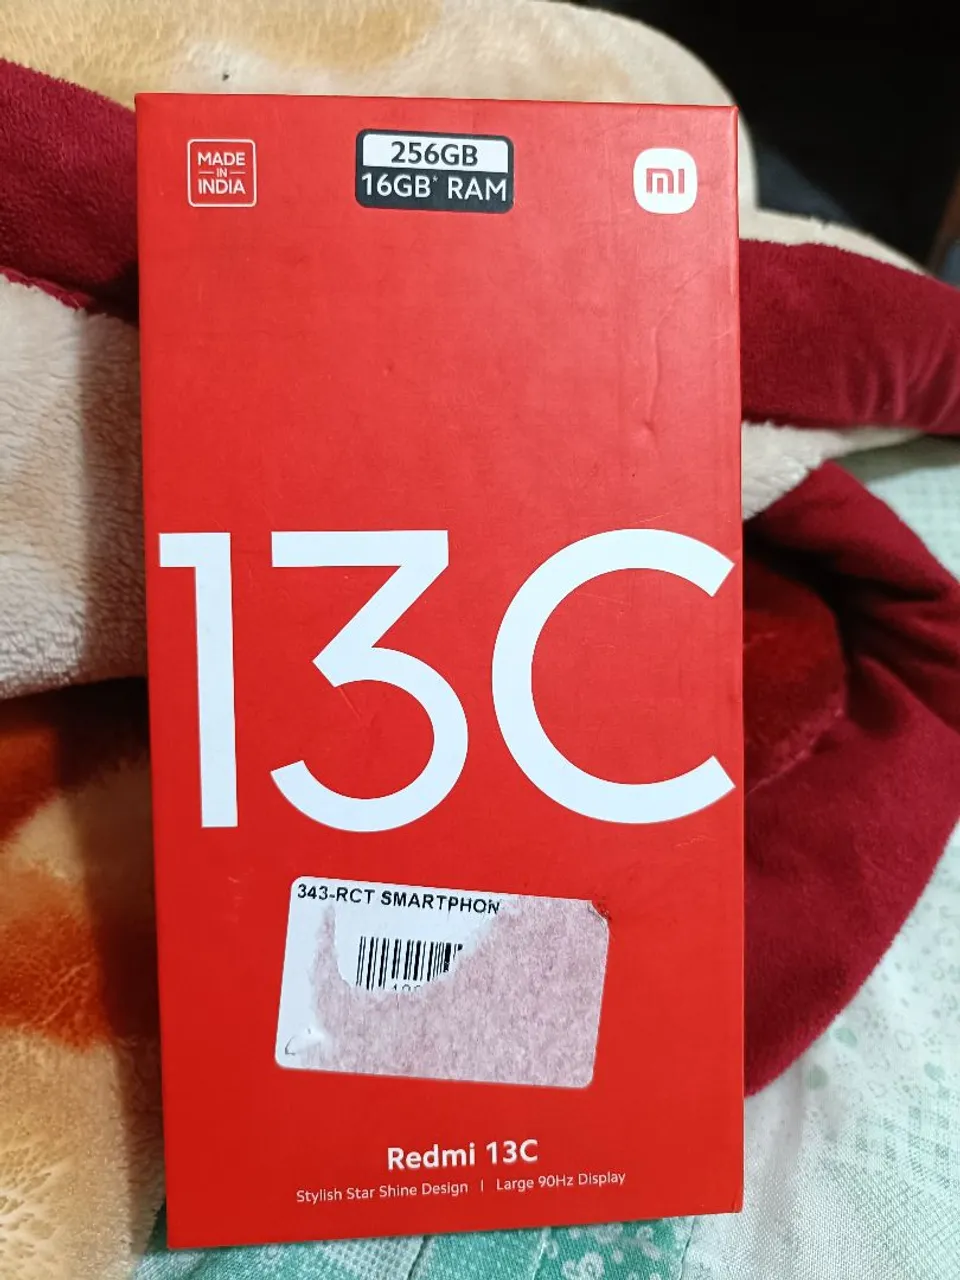 MADE
IN
INDIA
256GB
16GB* RAM
mi
13C
343-RCT SMARTPHON
Redmi 13C
Stylish Star Shine Design | Large 90Hz Display